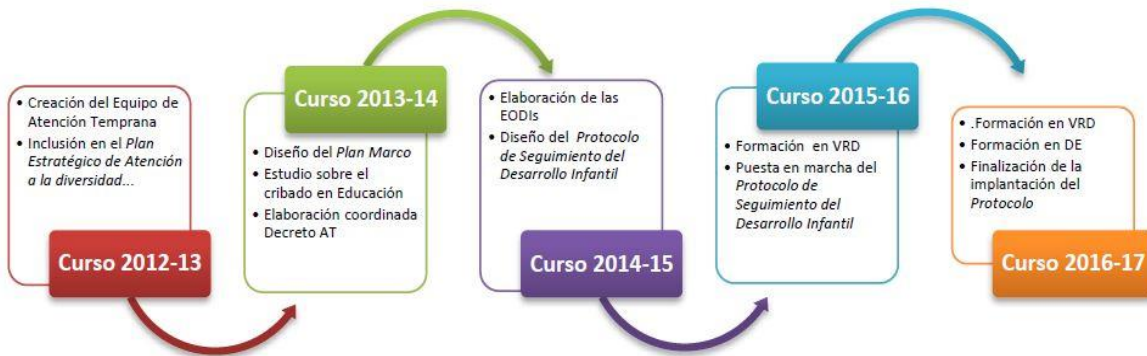 • Creación del Equipo de
Atención Temprana
• Inclusión en el Plan
Estratégico de Atención
a la diversidad...
Curso 2012-13
Curso 2013-14
• Diseño del Plan Marco
• Estudio sobre el
cribado en Educación
• Elaboración coordinada
Decreto AT
• Elaboración de las
EODIs
• Diseño del Protocolo
de Seguimiento del
Desarrollo Infantil
Curso 2014-15
Curso 2015-16
• Formación en VRD
• Puesta en marcha del
Protocolo de
Seguimiento del
Desarrollo Infantil
• .Formación en VRD
• Formación en DE
• Finalización de la
implantación del
Protocolo
Curso 2016-17